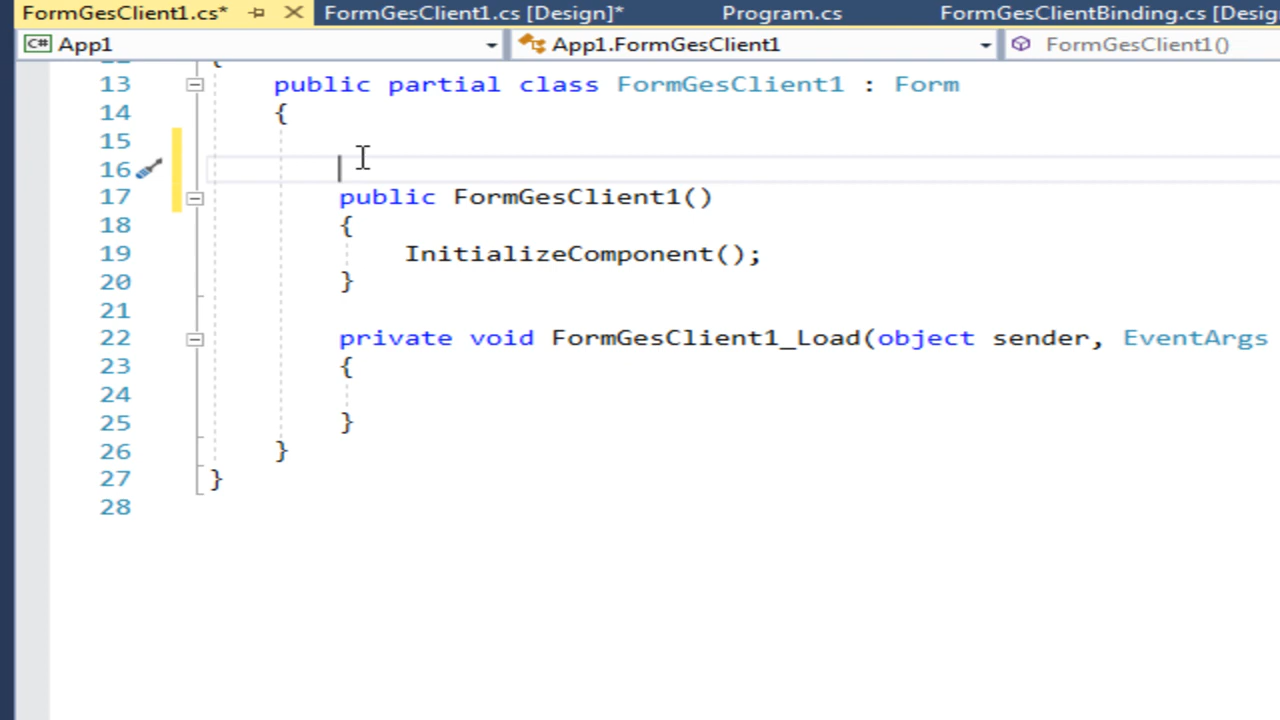 FormGesClient1.cs* FormGesClient1.cs [Design]* Program.cs FormGesClientBinding.cs [Desig
C# App1 App1.FormGesClient1 FormGesClient1()
13 public partial class FormGesClient1 : Form
14 {
15
16
17 public FormGesClient1()
18 {
19 InitializeComponent();
20 }
21
22 private void FormGesClient1_Load(object sender, EventArgs
23 {
24
25 }
26 }
27 }
28